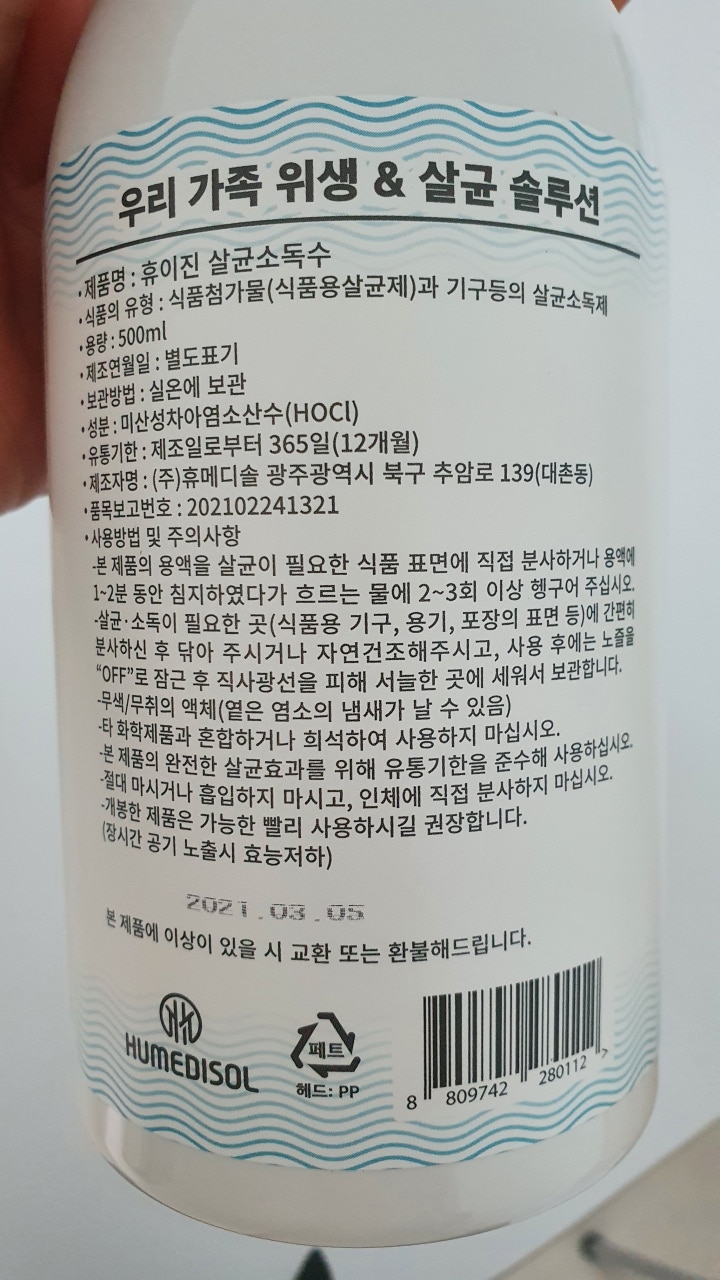 우리 가족 위생 & 살균 솔루션
•제품명 : 휴이진 살균소독수
•식품의 유형 : 식품첨가물(식품용살균제)과 기구등의 살균소독제
•용량 : 500ml
•제조연월일 : 별도표기
•보관방법 : 실온에 보관
•성분 : 미산성차아염소산수(HOCl)
•유통기한 : 제조일로부터 365일(12개월)
•제조자명 : (주)휴메디솔 광주광역시 북구 추암로 139(대촌동)
•품목보고번호 : 202102241321
•사용방법 및 주의사항
-본 제품의 용액을 살균이 필요한 식품 표면에 직접 분사하거나 용액에
1~2분 동안 침지하였다가 흐르는 물에 2~3회 이상 헹구어 주십시오.
-살균·소독이 필요한 곳(식품용 기구, 용기, 포장의 표면 등)에 간편히
분사하신 후 닦아 주시거나 자연건조해주시고, 사용 후에는 노즐을
“OFF”로 잠근 후 직사광선을 피해 서늘한 곳에 세워서 보관합니다.
-무색/무취의 액체(옅은 염소의 냄새가 날 수 있음)
-타 화학제품과 혼합하거나 희석하여 사용하지 마십시오.
-본 제품의 완전한 살균효과를 위해 유통기한을 준수해 사용하십시오.
-절대 마시거나 흡입하지 마시고, 인체에 직접 분사하지 마십시오.
-개봉한 제품은 가능한 빨리 사용하시길 권장합니다.
(장시간 공기 노출시 효능저하)
2021.03.05
본 제품에 이상이 있을 시 교환 또는 환불해드립니다.
HUMEDISOL
페트
헤드: PP
8 809742 280112 >